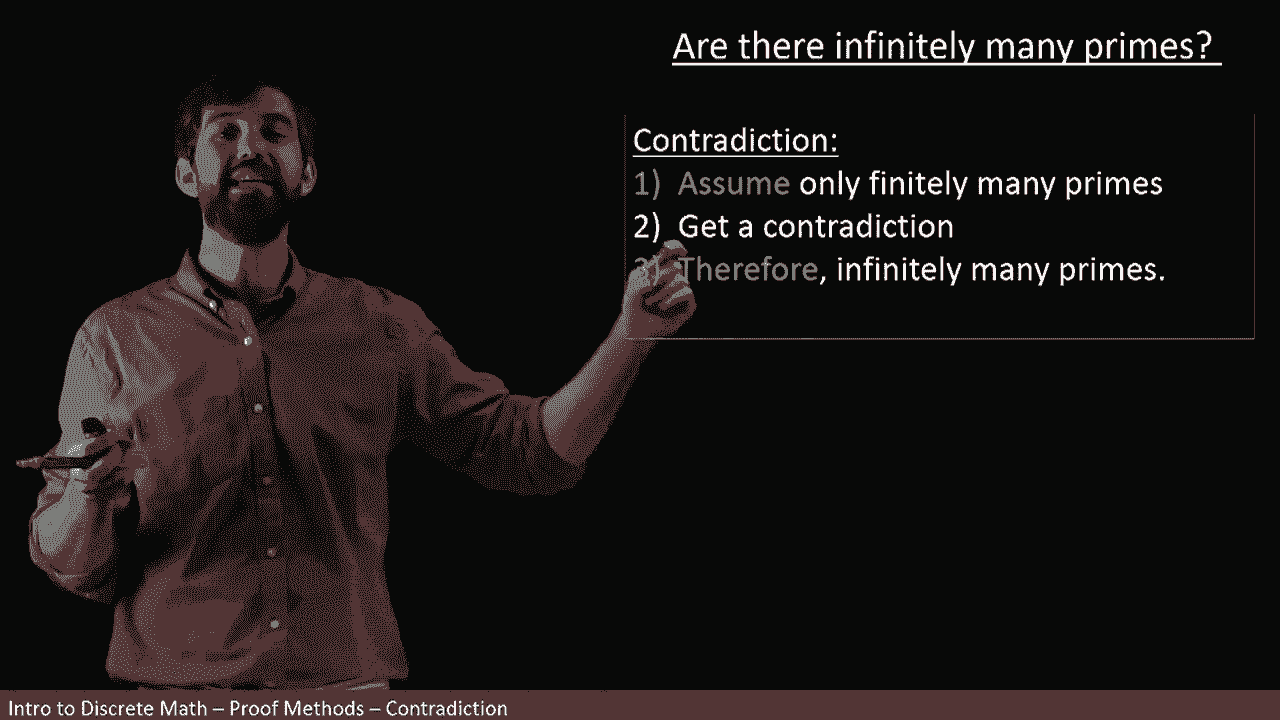 Are there infinitely many primes?
Contradiction:
1) Assume only finitely many primes
2) Get a contradiction
3) Therefore, infinitely many primes.
Intro to Discrete Math – Proof Methods – Contradiction